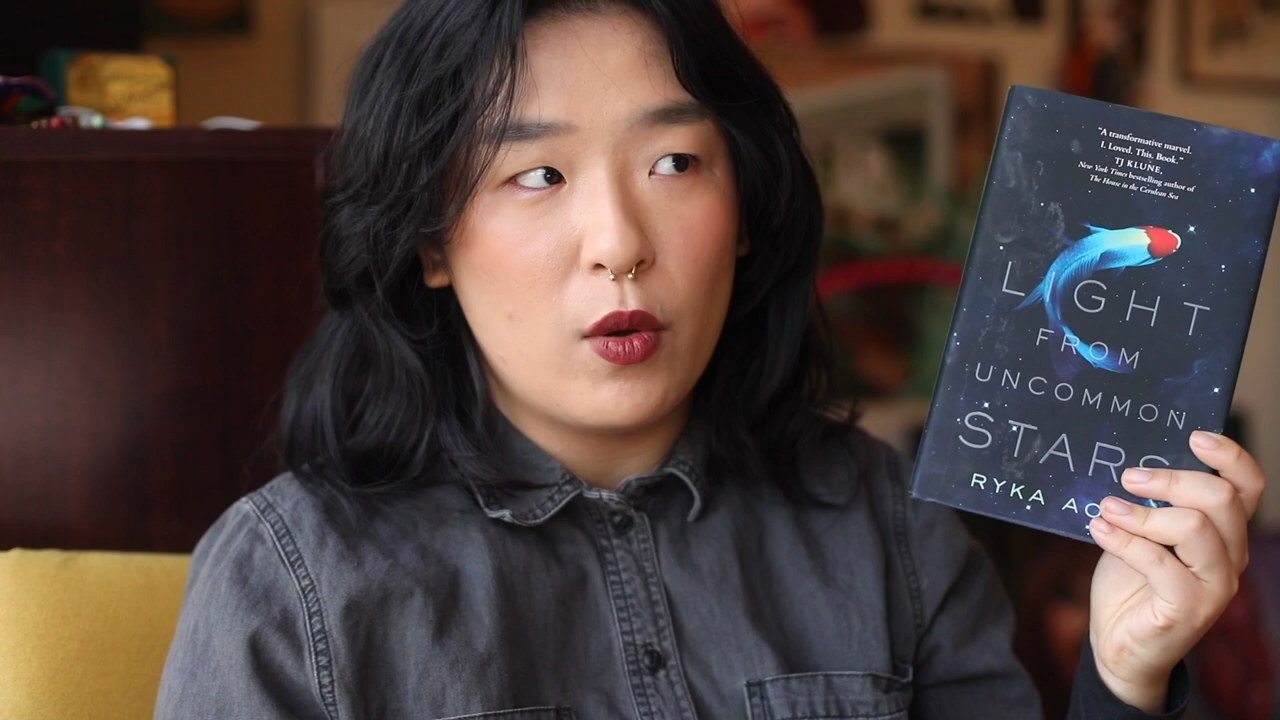 "A transformative marvel.
I. Loved. This. Book."
TJ KLUNE,
New York Times bestselling author of
The House in the Cerulean Sea
LIGHT
FROM
UNCOMMON
STARS
RYKA